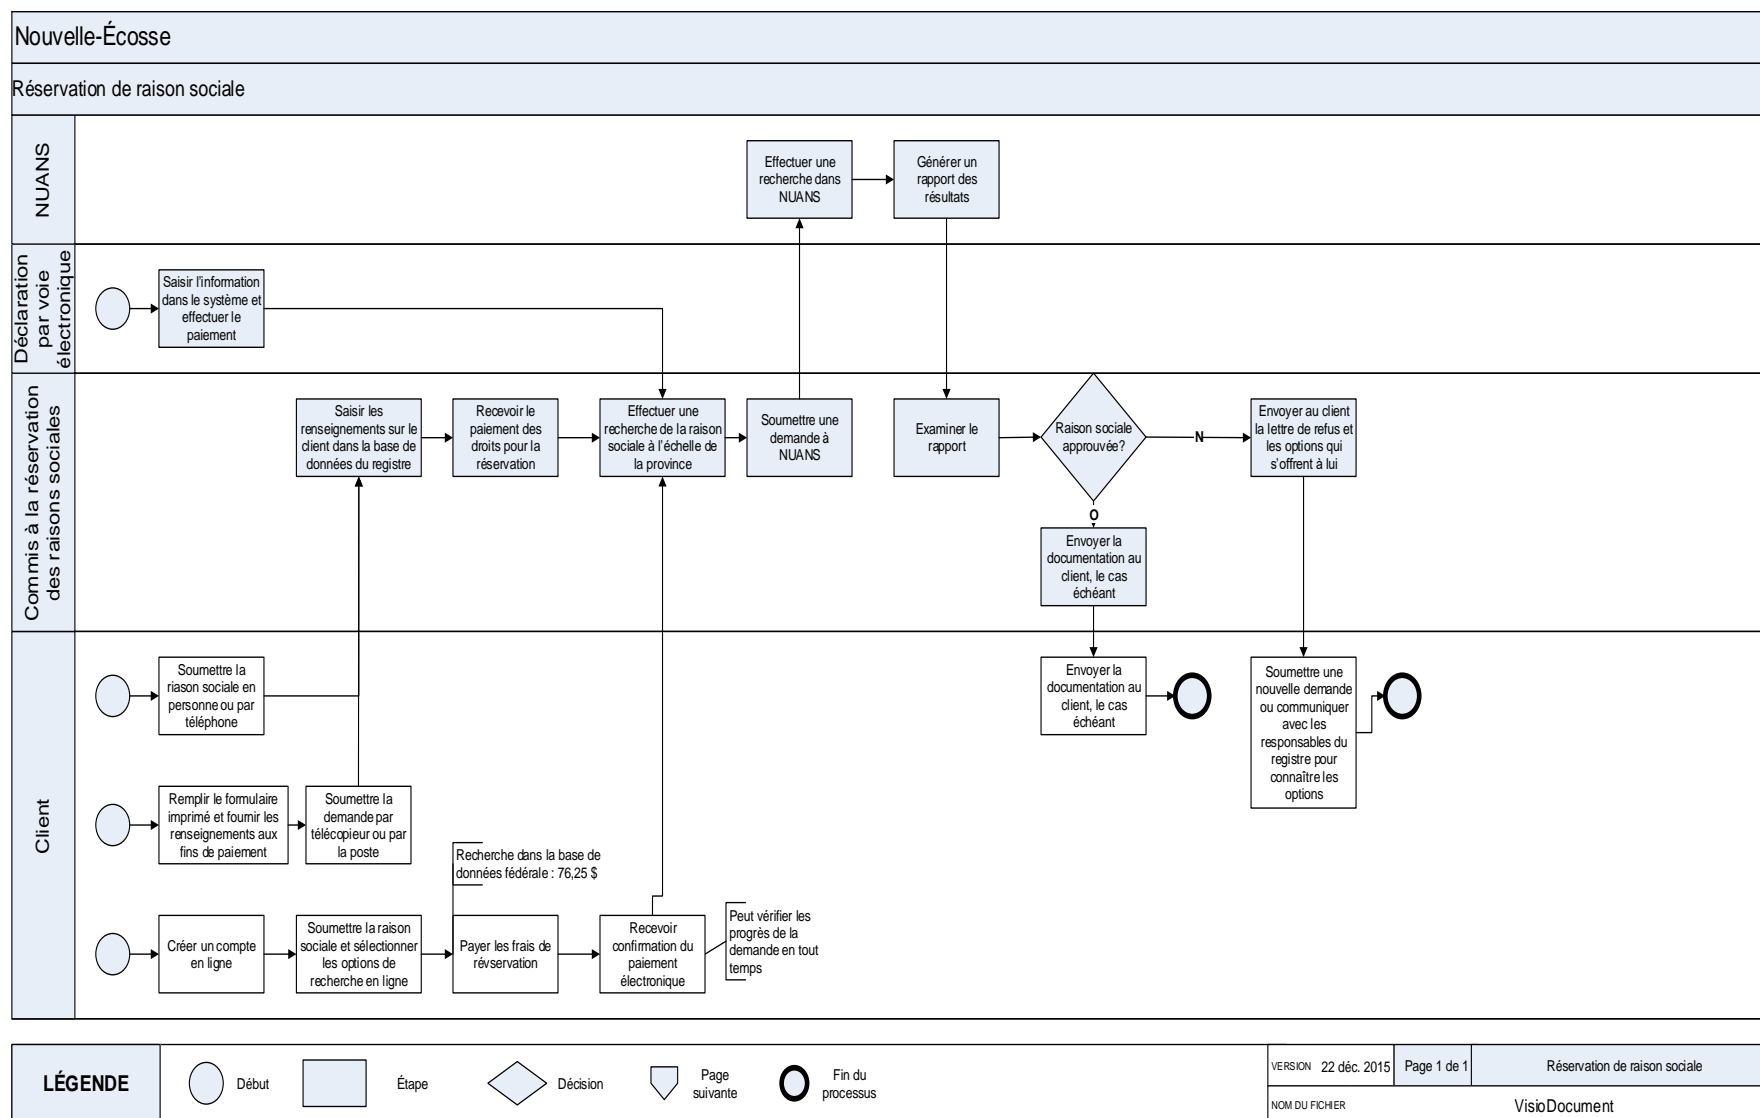 Nouvelle-Écosse
Réservation de raison sociale
NUANS
Effectuer une
recherche dans
NUANS
Générer un
rapport des
résultats
Déclaration
par voie
électronique
Saisir l'information
dans le système et
effectuer le
paiement
Commis à la réservation
des raisons sociales
Saisir les
renseignements sur le
client dans la base de
données du registre
Recevoir le
paiement des
droits pour la
réservation
Effectuer une
recherche de la raison
sociale à l'échelle de
la province
Soumettre une
demande à
NUANS
Examiner le
rapport
Raison sociale
approuvée?
N
Envoyer au client
la lettre de refus et
les options qui
s'offrent à lui
O
Envoyer la
documentation au
client, le cas
échéant
Client
Soumettre la
riason sociale en
personne ou par
téléphone
Envoyer la
documentation au
client, le cas
échéant
Soumettre une
nouvelle demande
ou communiquer
avec les
responsables du
registre pour
connaître les
options
Remplir le formulaire
imprimé et fournir les
renseignements aux
fins de paiement
Soumettre la
demande par
télécopieur ou par
la poste
Recherche dans la base de
données fédérale : 76,25 $
Créer un compte
en ligne
Soumettre la raison
sociale et sélectionner
les options de
recherche en ligne
Payer les frais de
révservation
Recevoir
confirmation du
paiement
électronique
Peut vérifier les
progrès de la
demande en tout
temps
LÉGENDE
Début
Étape
Décision
Page
suivante
Fin du
processus
VERSION 22 déc. 2015
Page 1 de 1
Réservation de raison sociale
NOM DU FICHIER
VisioDocument